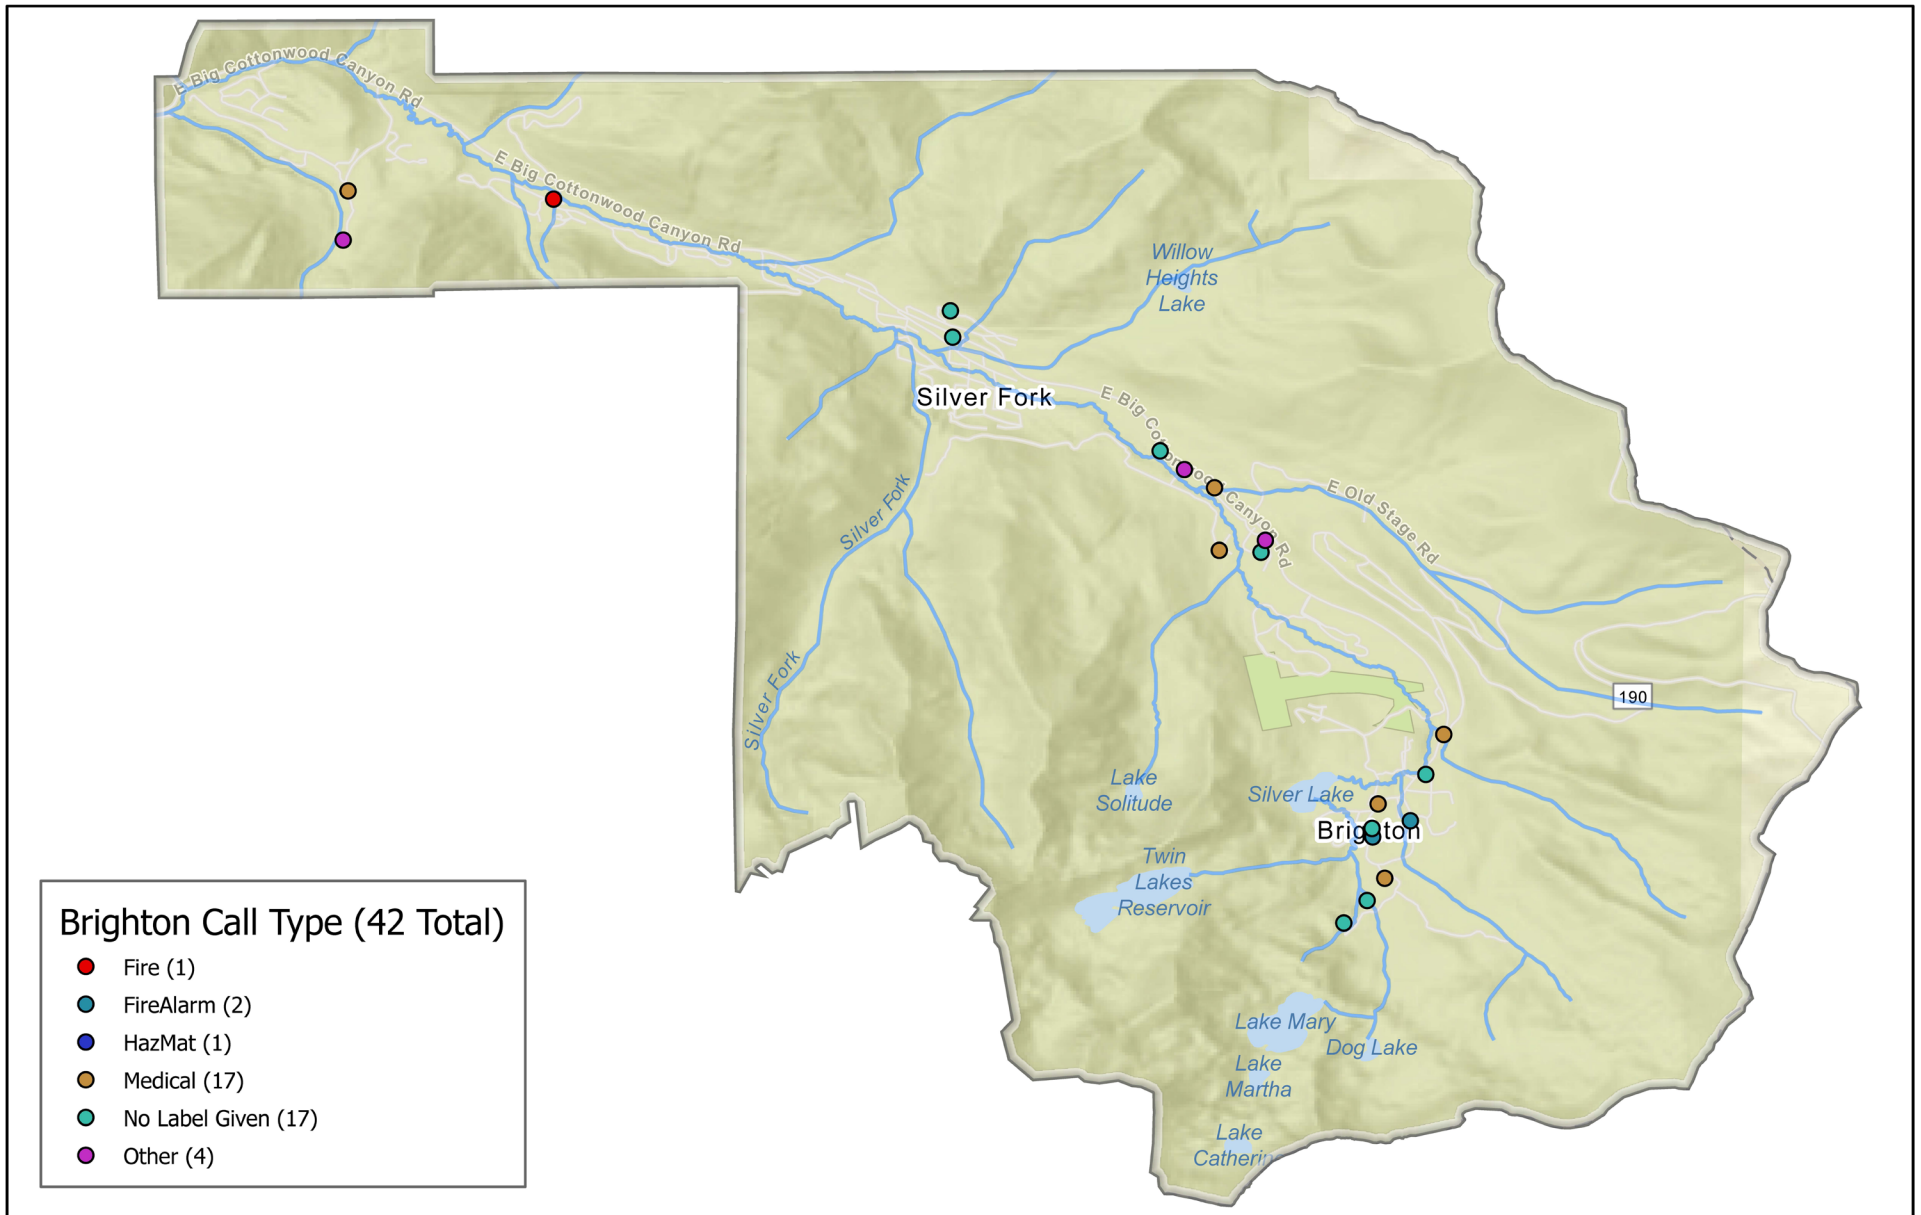 E Big Cottonwood Canyon Rd
E Big Cottonwood Canyon Rd
Willow
Heights
Lake
Silver Fork
E Big Cottonwood Canyon Rd
E Old Stage Rd
Silver Fork
Silver Fork
190
Lake
Solitude
Silver Lake
Brighton
Twin
Lakes
Reservoir
Lake Mary
Dog Lake
Lake
Martha
Lake
Catherin
Brighton Call Type (42 Total)
Fire (1)
FireAlarm (2)
HazMat (1)
Medical (17)
No Label Given (17)
Other (4)